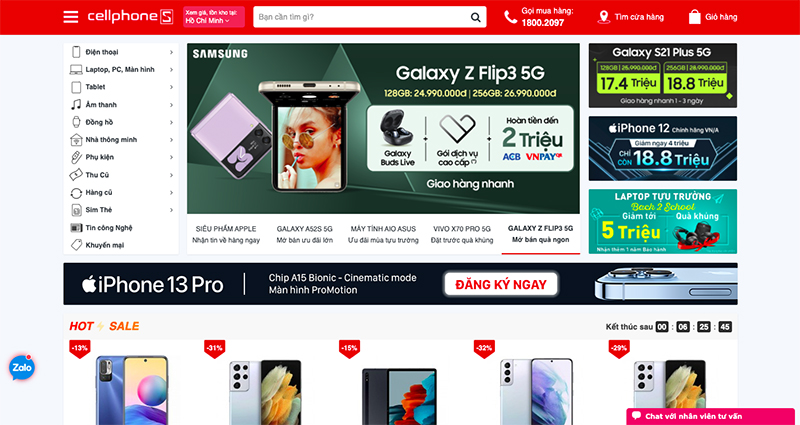 cellphoneS
Xem giá, tồn kho tại:
Hồ Chí Minh
Bạn cần tìm gì?
Gọi mua hàng:
1800.2097
Tìm cửa hàng
Giỏ hàng
Điện thoại
Laptop, PC, Màn hình
Tablet
Âm thanh
Đồng hồ
Nhà thông minh
Phụ kiện
Thu Cũ
Hàng cũ
Sim Thẻ
Tin công Nghệ
Khuyến mại
SAMSUNG
Galaxy Z Flip3 5G
128GB: 24.990.000đ | 256GB: 26.990.000đ
Galaxy
Buds Live
+
Gói dịch vụ
cao cấp
+
Hoàn tiền đến
2 Triệu
ACB VNPAY
Giao hàng nhanh
SIÊU PHẨM APPLE
Nhận tin về hàng ngay
GALAXY A52S 5G
Mở bán ưu đãi lớn
MÁY TÍNH AIO ASUS
Ưu đãi mùa tựu trường
VIVO X70 PRO 5G
Đặt trước quà khủng
GALAXY Z FLIP3 5G
Mở bán quà ngon
Galaxy S21 Plus 5G
128GB | 25.990.000đ
17.4 Triệu
256GB | 28.990.000đ
18.8 Triệu
Giao hàng nhanh 1 - 3 ngày
iPhone 12 Chính hãng VN/A
Giảm ngay 4 triệu
CHỈ CÒN 18.8 Triệu
LAPTOP TỰU TRƯỜNG
Back 2 School
Giảm tới
5 Triệu
Quà khủng
Nhận thêm 1 năm Bảo hành
iPhone 13 Pro
Chip A15 Bionic - Cinematic mode
Màn hình ProMotion
ĐĂNG KÝ NGAY
HOT SALE
Kết thúc sau 00 : 06 : 25 : 45
-13%
-31%
-15%
-32%
-29%
Zalo
Chat với nhân viên tư vấn